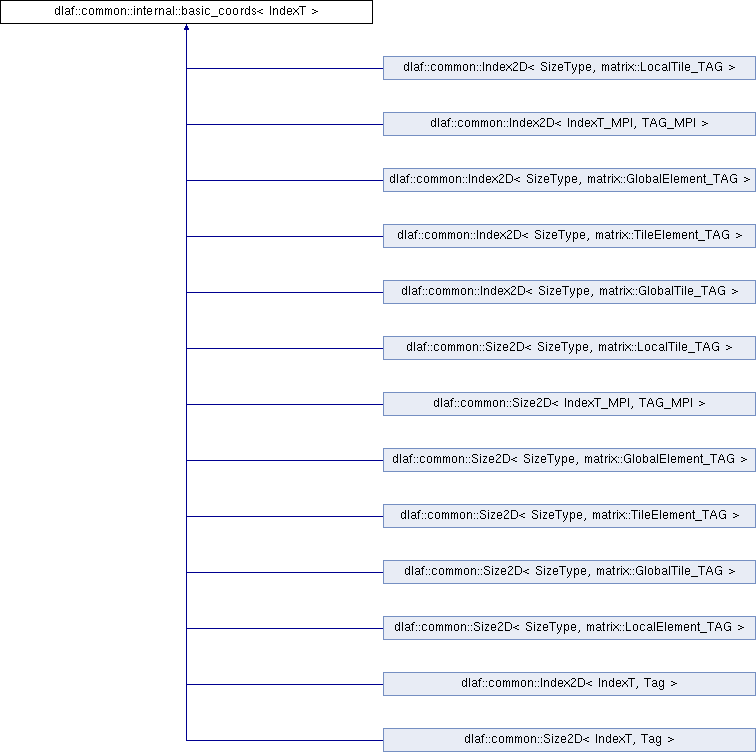 dlaf::common::internal::basic_coords< IndexT >
dlaf::common::Index2D< SizeType, matrix::LocalTile_TAG >
dlaf::common::Index2D< IndexT_MPI, TAG_MPI >
dlaf::common::Index2D< SizeType, matrix::GlobalElement_TAG >
dlaf::common::Index2D< SizeType, matrix::TileElement_TAG >
dlaf::common::Index2D< SizeType, matrix::GlobalTile_TAG >
dlaf::common::Size2D< SizeType, matrix::LocalTile_TAG >
dlaf::common::Size2D< IndexT_MPI, TAG_MPI >
dlaf::common::Size2D< SizeType, matrix::GlobalElement_TAG >
dlaf::common::Size2D< SizeType, matrix::TileElement_TAG >
dlaf::common::Size2D< SizeType, matrix::GlobalTile_TAG >
dlaf::common::Size2D< SizeType, matrix::LocalElement_TAG >
dlaf::common::Index2D< IndexT, Tag >
dlaf::common::Size2D< IndexT, Tag >